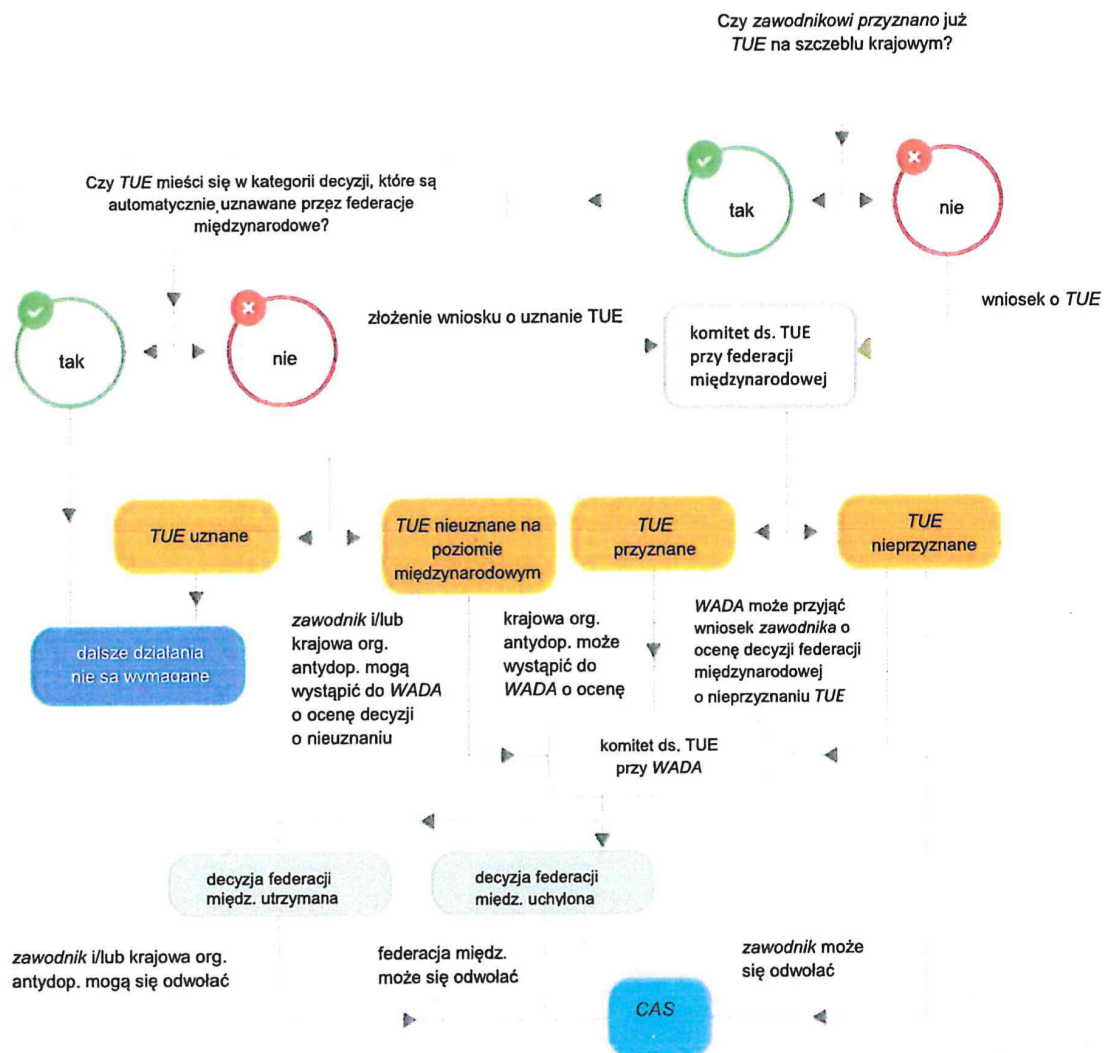 Czy zawodnikowi przyznano już
TUE na szczeblu krajowym?
tak
nie
Czy TUE mieści się w kategorii decyzji, które są
automatycznie uznawane przez federacje
międzynarodowe?
tak
nie
złożenie wniosku o uznanie TUE
wniosek o TUE
komitet ds. TUE
przy federacji
międzynarodowej
TUE uznane
TUE nieuznane na
poziomie
międzynarodowym
TUE
przyznane
TUE
nieprzyznane
dalsze działania
nie są wymagane
zawodnik i/lub
krajowa org.
antydop. mogą
wystąpić do WADA
o ocenę decyzji
o nieuznaniu
krajowa org.
antydop. może
wystąpić do
WADA o ocenę
WADA może przyjąć
wniosek zawodnika o
ocenę decyzji federacji
międzynarodowej
o nieprzyznaniu TUE
komitet ds. TUE
przy WADA
decyzja federacji
międz. utrzymana
decyzja federacji
międz. uchylona
zawodnik i/lub krajowa org.
antydop. mogą się odwołać
federacja międz.
może się odwołać
zawodnik może
się odwołać
CAS